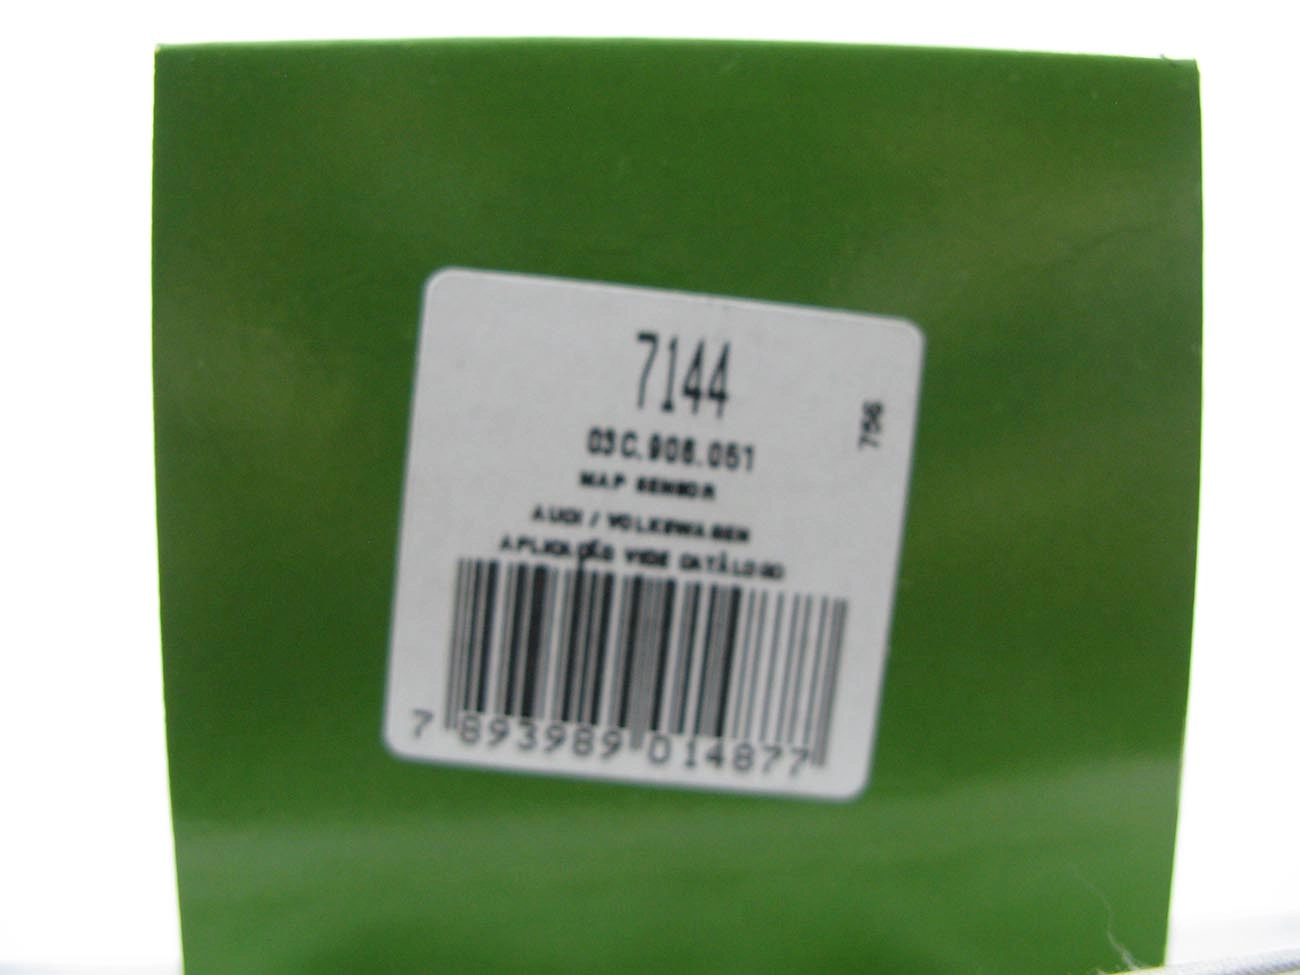 7144
03C.906.051
MAP SENSOR
AUDI / VOLKSWAGEN
APLICAÇÃO VIDE CATÁLOGO
7 893989 014877
756